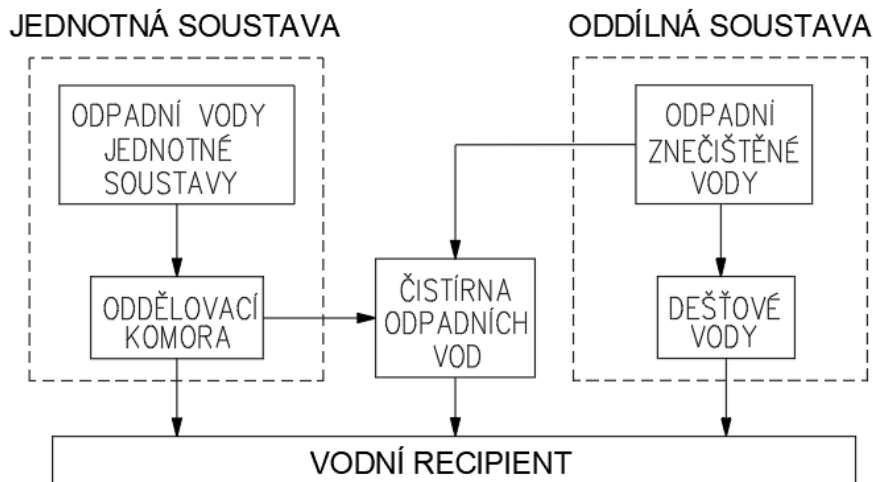 JEDNOTNÁ SOUSTAVA
ODDÍLNÁ SOUSTAVA
ODPADNÍ VODY
JEDNOTNÉ
SOUSTAVY
ODPADNÍ
ZNEČIŠTĚNÉ
VODY
ODDĚLOVACÍ
KOMORA
ČISTÍRNA
ODPADNÍCH
VOD
DEŠŤOVÉ
VODY
VODNÍ RECIPIENT